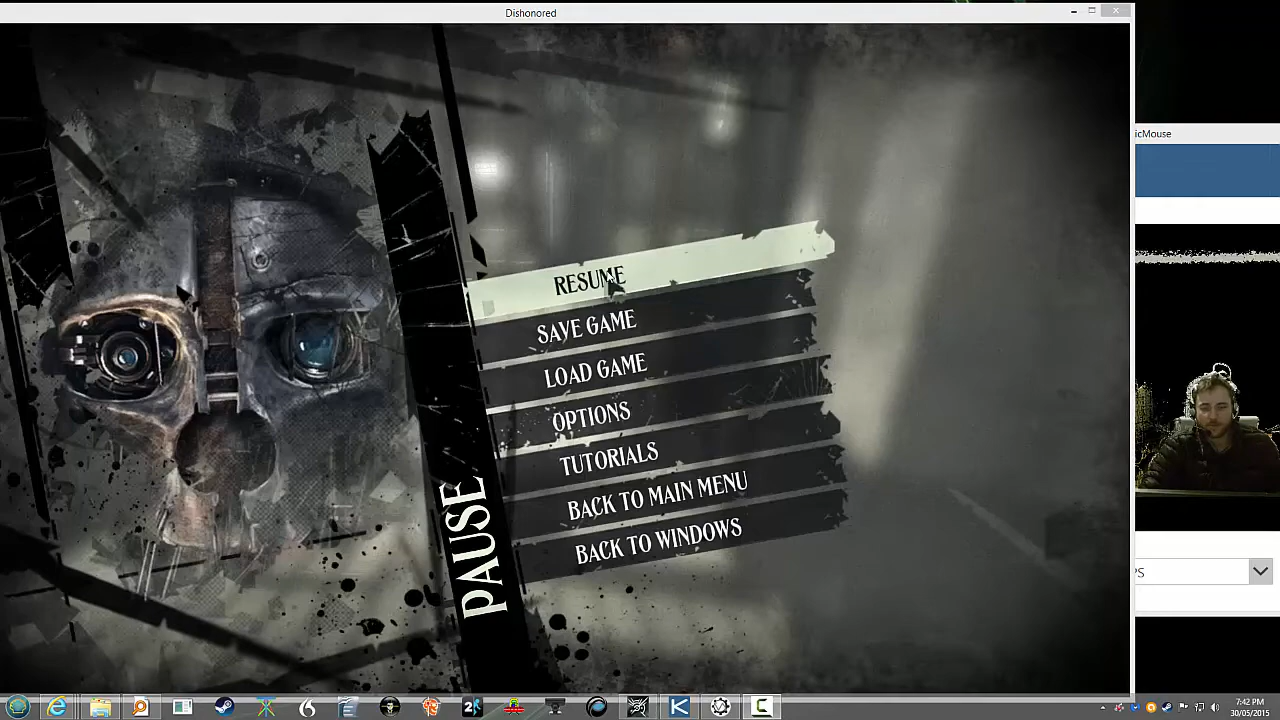 Dishonored
icMouse
RESUME
SAVE GAME
LOAD GAME
OPTIONS
TUTORIALS
BACK TO MAIN MENU
BACK TO WINDOWS
PAUSE
PS
7:42 PM
30/05/2015